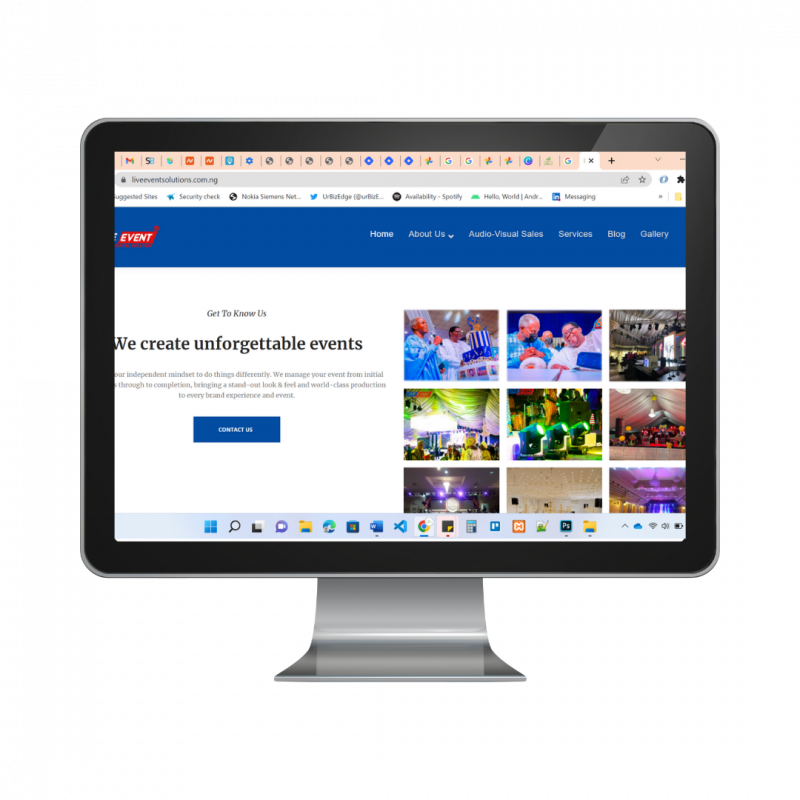 liveeventsolutions.com.ng
Suggested Sites Security check Nokia Siemens Net... UrBizEdge (@urBizE... Availability - Spotify Hello, World | Andr... Messaging »
E EVENT
Home About Us Audio-Visual Sales Services Blog Gallery
Get To Know Us
We create unforgettable events
our independent mindset to do things differently. We manage your event from initial
s through to completion, bringing a stand-out look & feel and world-class production
to every brand experience and event.
CONTACT US